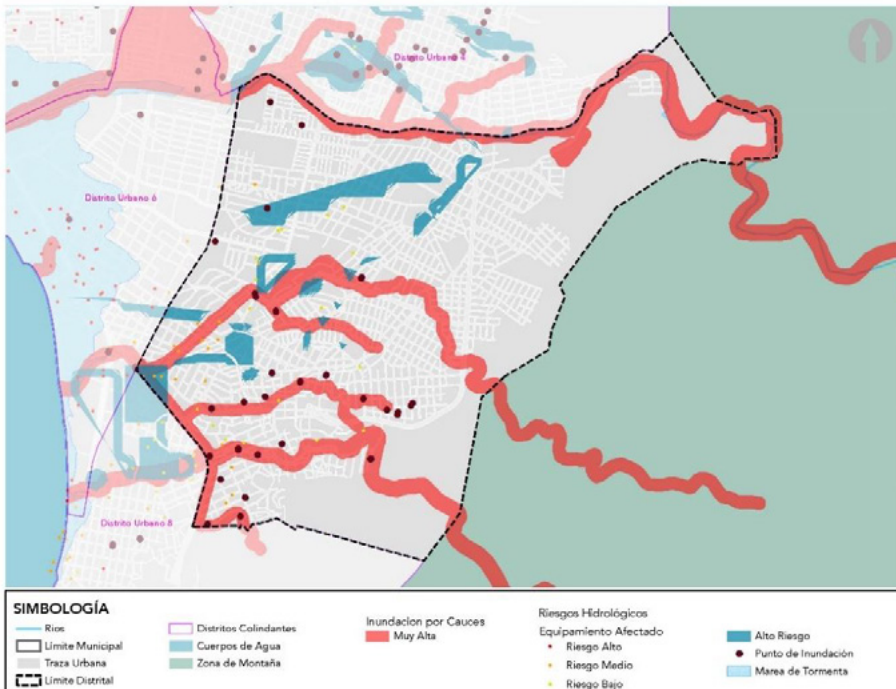 Distrito Urbano 4
Distrito Urbano 6
Distrito Urbano 8
SIMBOLOGÍA
Rios
Límite Municipal
Traza Urbana
Límite Distrital
Distritos Colindantes
Cuerpos de Agua
Zona de Montaña
Inundacion por Cauces
Muy Alta
Riesgos Hidrológicos
Equipamiento Afectado
Riesgo Alto
Riesgo Medio
Riesgo Bajo
Alto Riesgo
Punto de Inundación
Marea de Tormenta